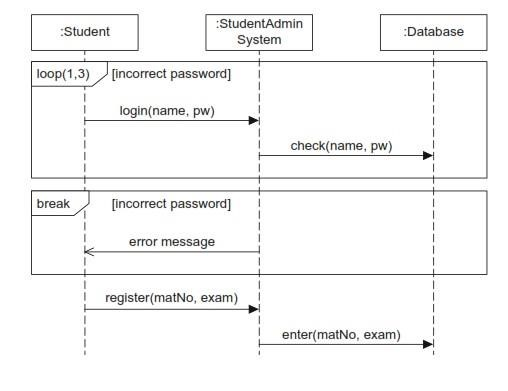 :Student
:StudentAdmin
System
:Database
loop(1,3) [incorrect password]
login(name, pw)
check(name, pw)
break [incorrect password]
error message
register(matNo, exam)
enter(matNo, exam)